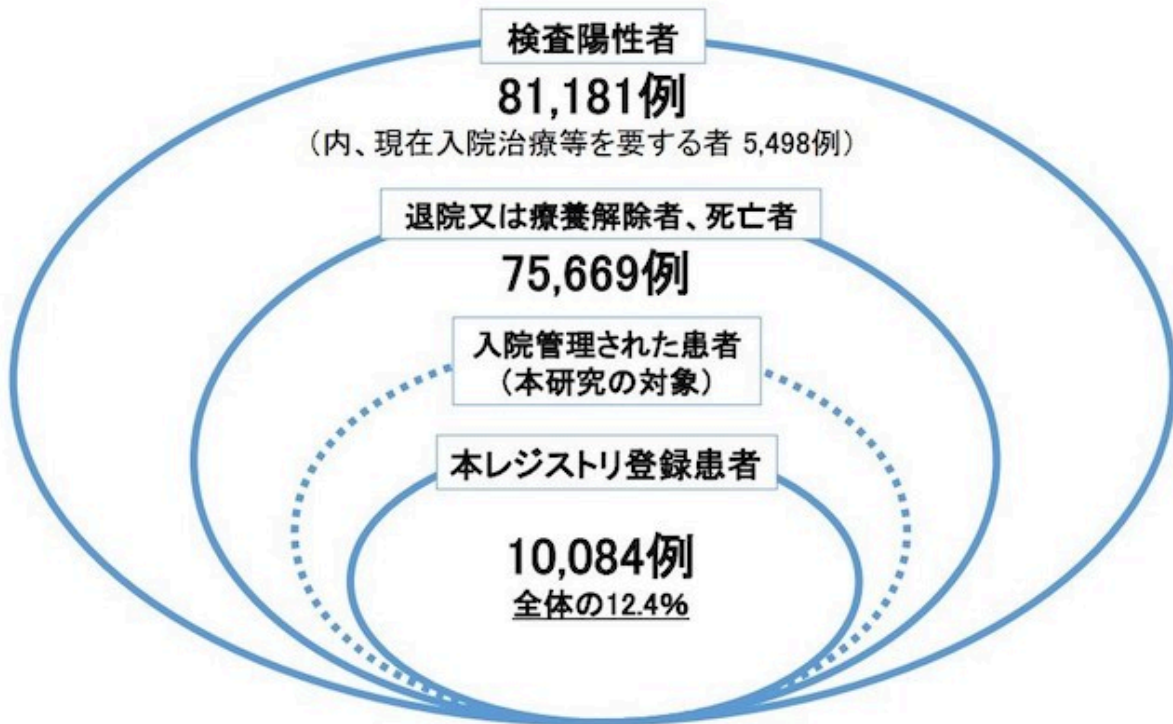 検査陽性者
81,181例
（内、現在入院治療等を要する者 5,498例）
退院又は療養解除者、死亡者
75,669例
入院管理された患者
（本研究の対象）
本レジストリ登録患者
10,084例
全体の12.4%